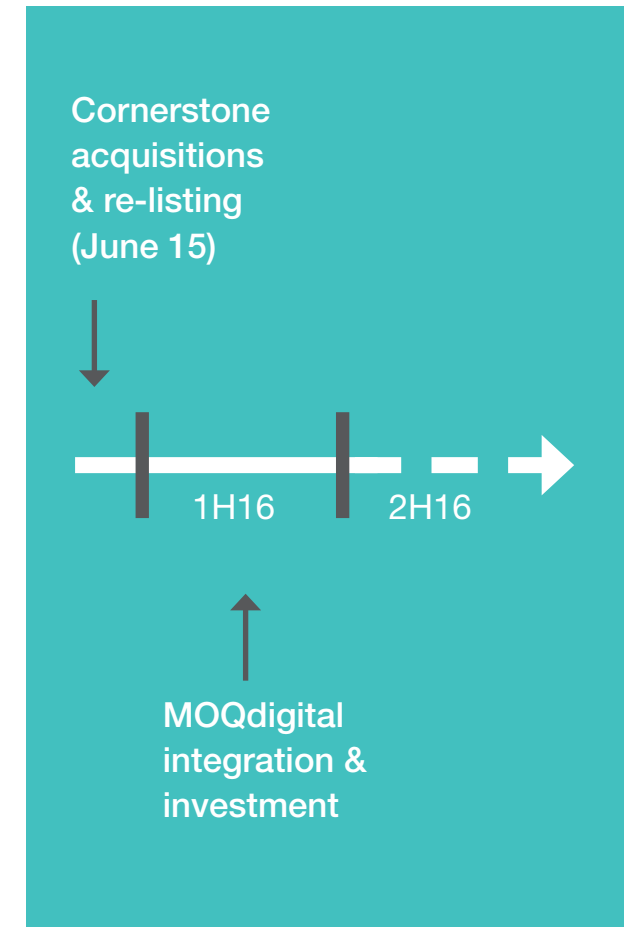 Cornerstone
acquisitions
& re-listing
(June 15)
1H16
2H16
MOQdigital
integration &
investment